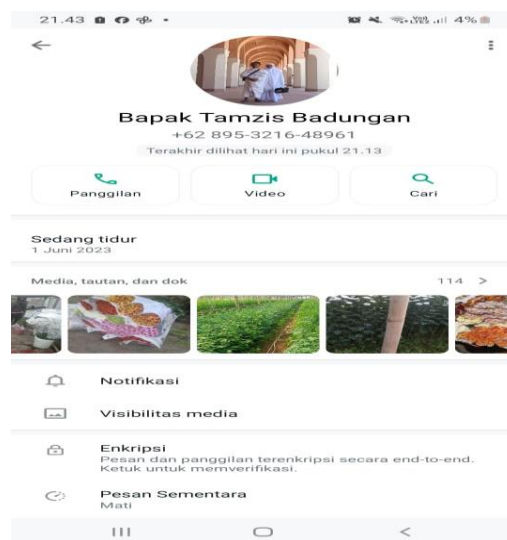 21.43
4%
Bapak Tamzis Badungan
+62 895-3216-48961
Terakhir dilihat hari ini pukul 21.13
Panggilan
Video
Cari
Sedang tidur
1 Juni 2023
Media, tautan, dan dok
114 >
Notifikasi
Visibilitas media
Enkripsi
Pesan dan panggilan terenkripsi secara end-to-end.
Ketuk untuk memverifikasi.
Pesan Sementara
Mati